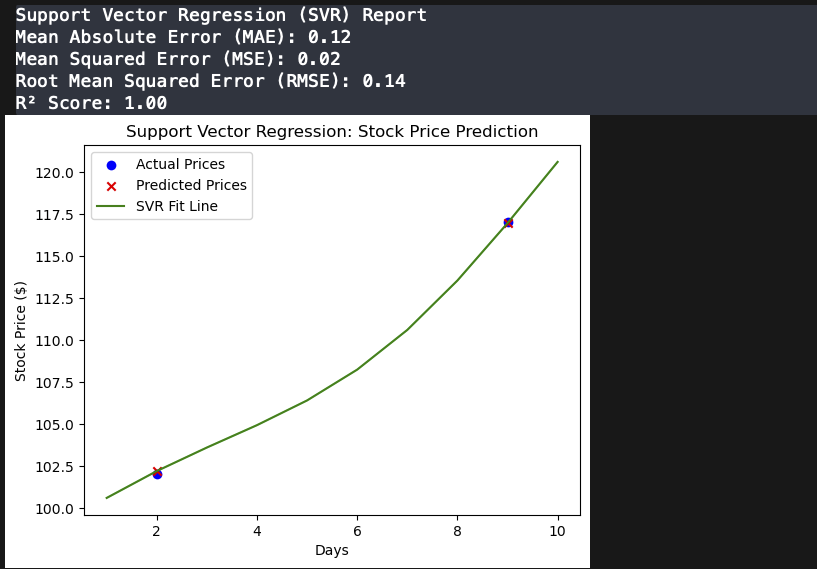 Support Vector Regression (SVR) Report
Mean Absolute Error (MAE): 0.12
Mean Squared Error (MSE): 0.02
Root Mean Squared Error (RMSE): 0.14
R² Score: 1.00
Support Vector Regression: Stock Price Prediction
Actual Prices
Predicted Prices
SVR Fit Line
120.0
117.5
115.0
112.5
110.0
107.5
105.0
102.5
100.0
Stock Price ($)
2 4 6 8 10
Days